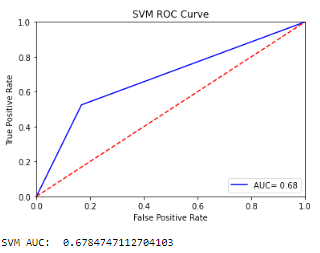 SVM ROC Curve
1.0
0.8
0.6
0.4
0.2
0.0
True Positive Rate
0.0 0.2 0.4 0.6 0.8 1.0
False Positive Rate
AUC= 0.68
SVM AUC: 0.6784747112704103